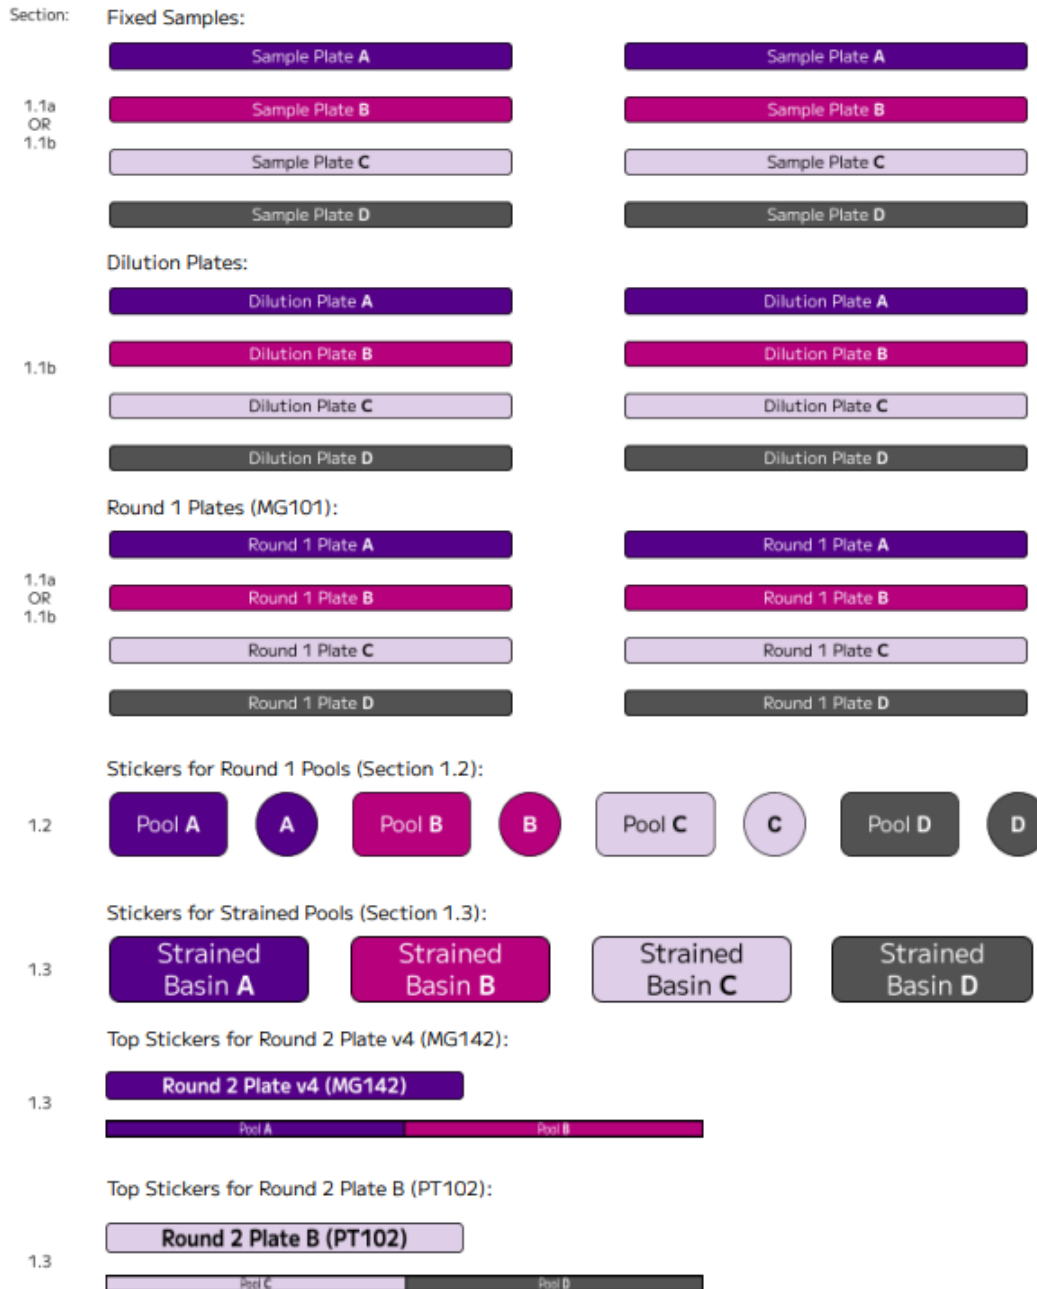 Section:
Fixed Samples:
Sample Plate A
Sample Plate A
1.1a
OR
1.1b
Sample Plate B
Sample Plate B
Sample Plate C
Sample Plate C
Sample Plate D
Sample Plate D
Dilution Plates:
Dilution Plate A
Dilution Plate A
1.1b
Dilution Plate B
Dilution Plate B
Dilution Plate C
Dilution Plate C
Dilution Plate D
Dilution Plate D
Round 1 Plates (MG101):
Round 1 Plate A
Round 1 Plate A
1.1a
OR
1.1b
Round 1 Plate B
Round 1 Plate B
Round 1 Plate C
Round 1 Plate C
Round 1 Plate D
Round 1 Plate D
Stickers for Round 1 Pools (Section 1.2):
1.2
Pool A
A
Pool B
B
Pool C
C
Pool D
D
Stickers for Strained Pools (Section 1.3):
1.3
Strained
Basin A
Strained
Basin B
Strained
Basin C
Strained
Basin D
Top Stickers for Round 2 Plate v4 (MG142):
1.3
Round 2 Plate v4 (MG142)
Pool A
Pool B
Top Stickers for Round 2 Plate B (PT102):
1.3
Round 2 Plate B (PT102)
Pool C
Pool D